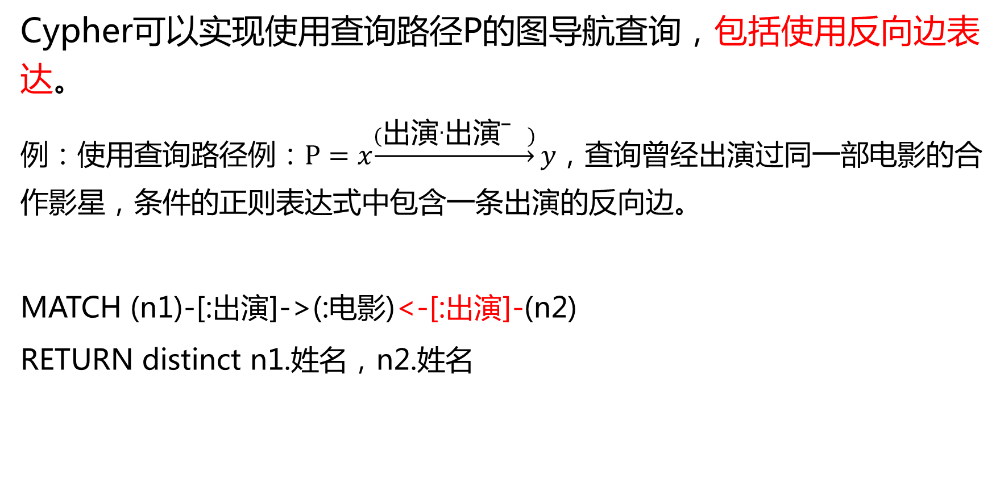 Cypher可以实现使用查询路径P的图导航查询，包括使用反向边表
达。
(出演·出演⁻ )
例：使用查询路径例：P = x⟶y，查询曾经出演过同一部电影的合
作影星，条件的正则表达式中包含一条出演的反向边。
MATCH (n1)-[:出演]->(:电影)<-[:出演]-(n2)
RETURN distinct n1.姓名，n2.姓名